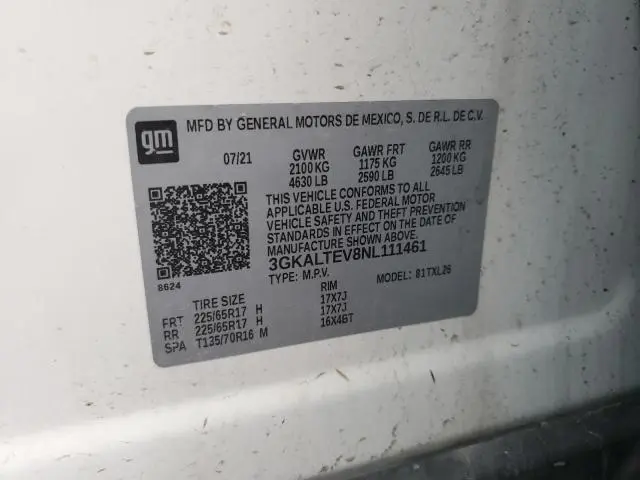 gm
MFD BY GENERAL MOTORS DE MEXICO, S. DE R.L. DE C.V.
07/21 GVWR GAWR FRT GAWR RR
2100 KG 1175 KG 1200 KG
4630 LB 2590 LB 2645 LB
THIS VEHICLE CONFORMS TO ALL
APPLICABLE U.S. FEDERAL MOTOR
VEHICLE SAFETY AND THEFT PREVENTION
STANDARDS IN EFFECT ON THE DATE OF
MANUFACTURE SHOWN ABOVE.
3GKALTEV8NL111461
8624
TYPE: M.P.V. MODEL: 81TXL26
TIRE SIZE RIM
FRT 225/65R17 H 17X7J
RR 225/65R17 H 17X7J
SPA T135/70R16 M 16X4BT